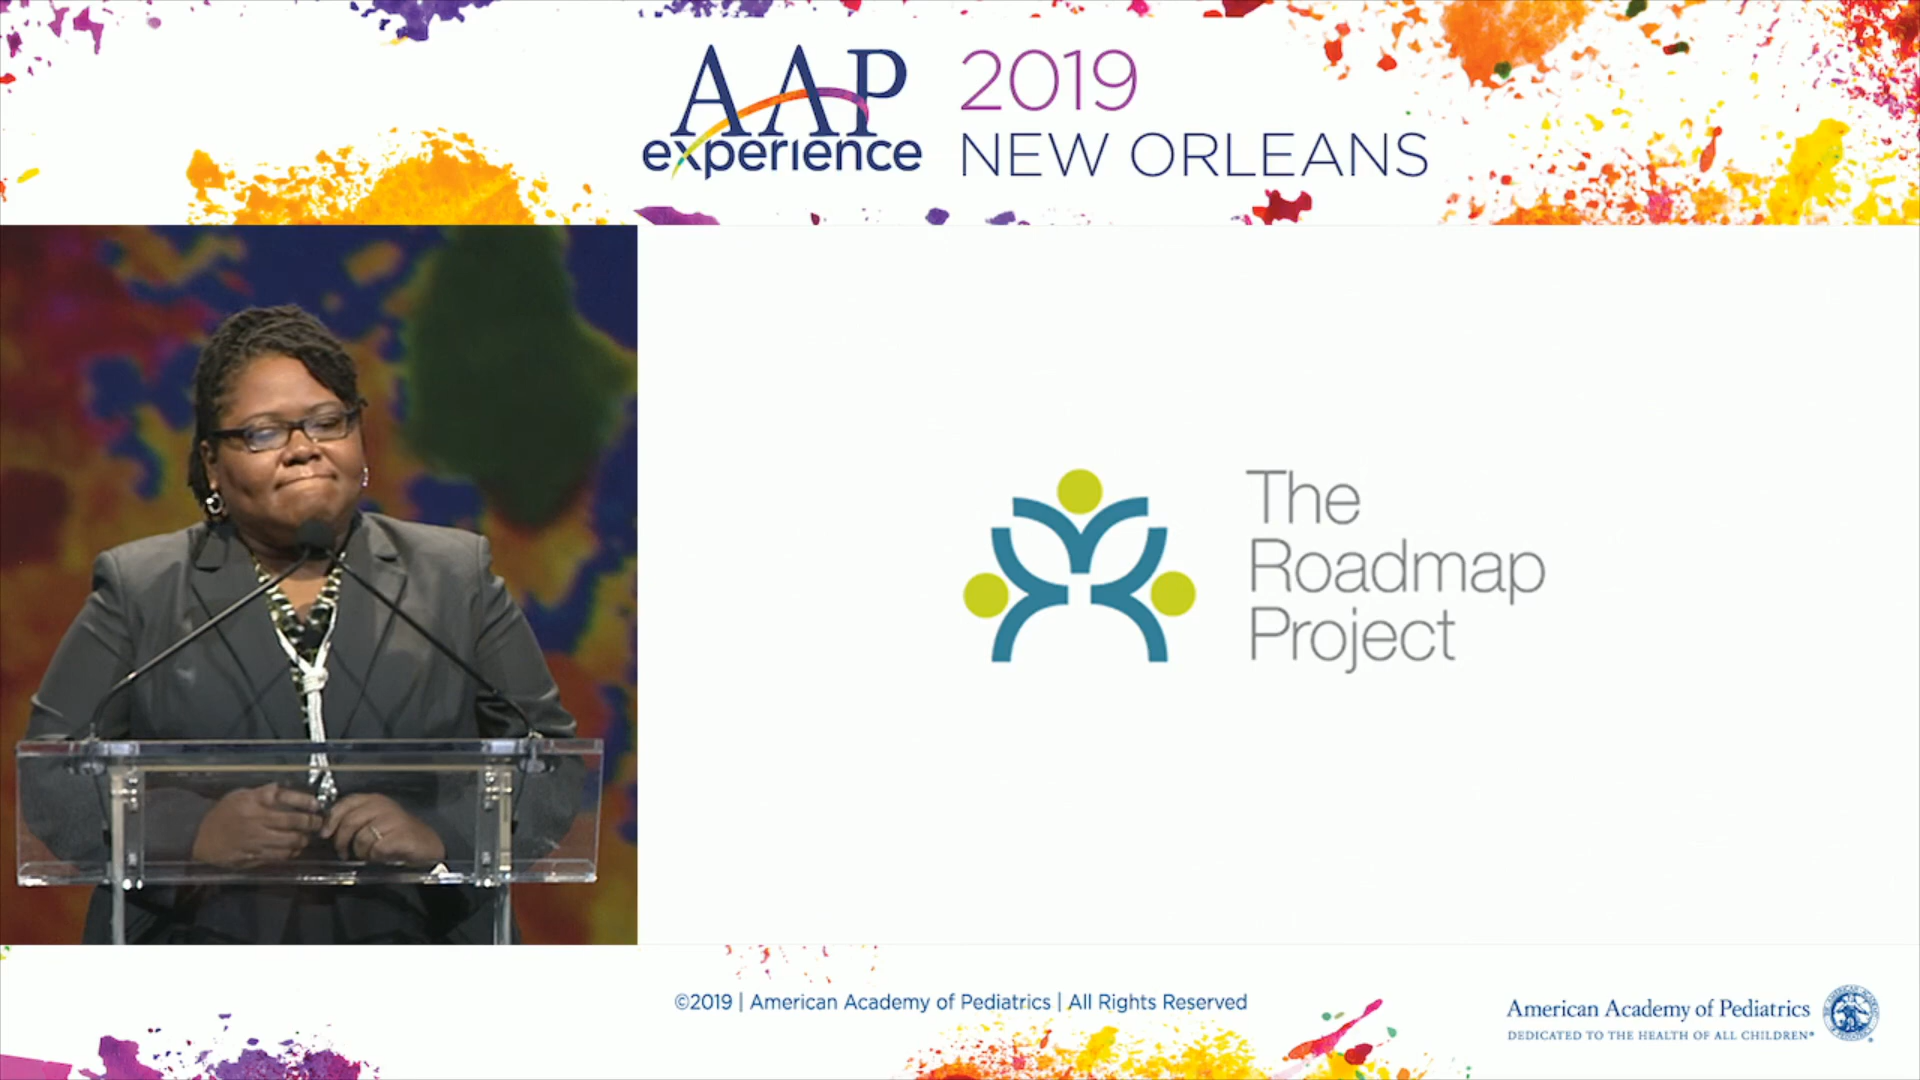 AAP
experience
2019
NEW ORLEANS
The
Roadmap
Project
©2019 | American Academy of Pediatrics | All Rights Reserved
American Academy of Pediatrics
DEDICATED TO THE HEALTH OF ALL CHILDREN®